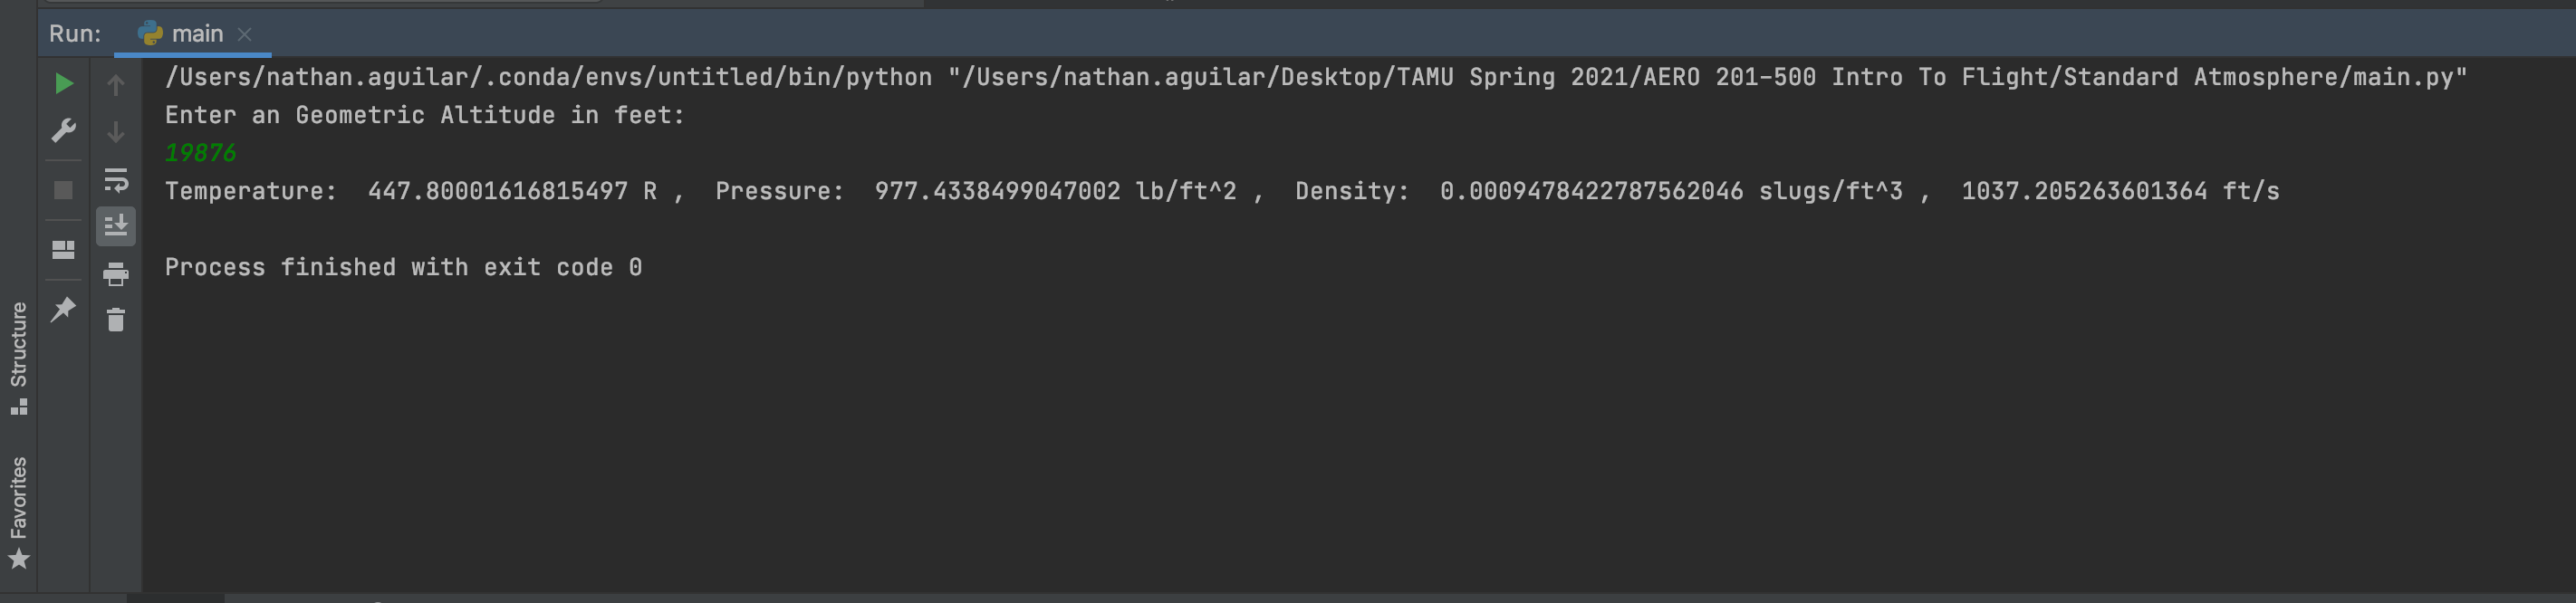 Run: main
/Users/nathan.aguilar/.conda/envs/untitled/bin/python "/Users/nathan.aguilar/Desktop/TAMU Spring 2021/AERO 201-500 Intro To Flight/Standard Atmosphere/main.py"
Enter an Geometric Altitude in feet:
19876
Temperature:  447.80001616815497 R ,  Pressure:  977.4338499047002 lb/ft^2 ,  Density:  0.0009478422787562046 slugs/ft^3 ,  1037.205263601364 ft/s
Process finished with exit code 0
Structure
Favorites